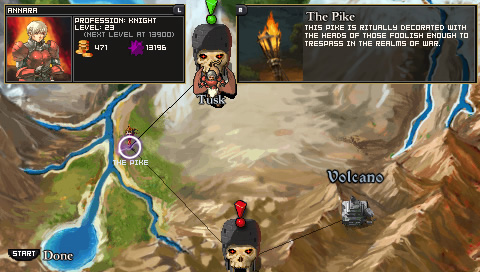 ANNARA
L
PROFESSION: KNIGHT
LEVEL: 23
(NEXT LEVEL AT 13900)
471
13196
R
The Pike
THIS PIKE IS RITUALLY DECORATED WITH
THE HEADS OF THOSE FOOLISH ENOUGH TO
TRESPASS IN THE REALMS OF WAR.
Tusk
THE PIKE
Volcano
START
Done